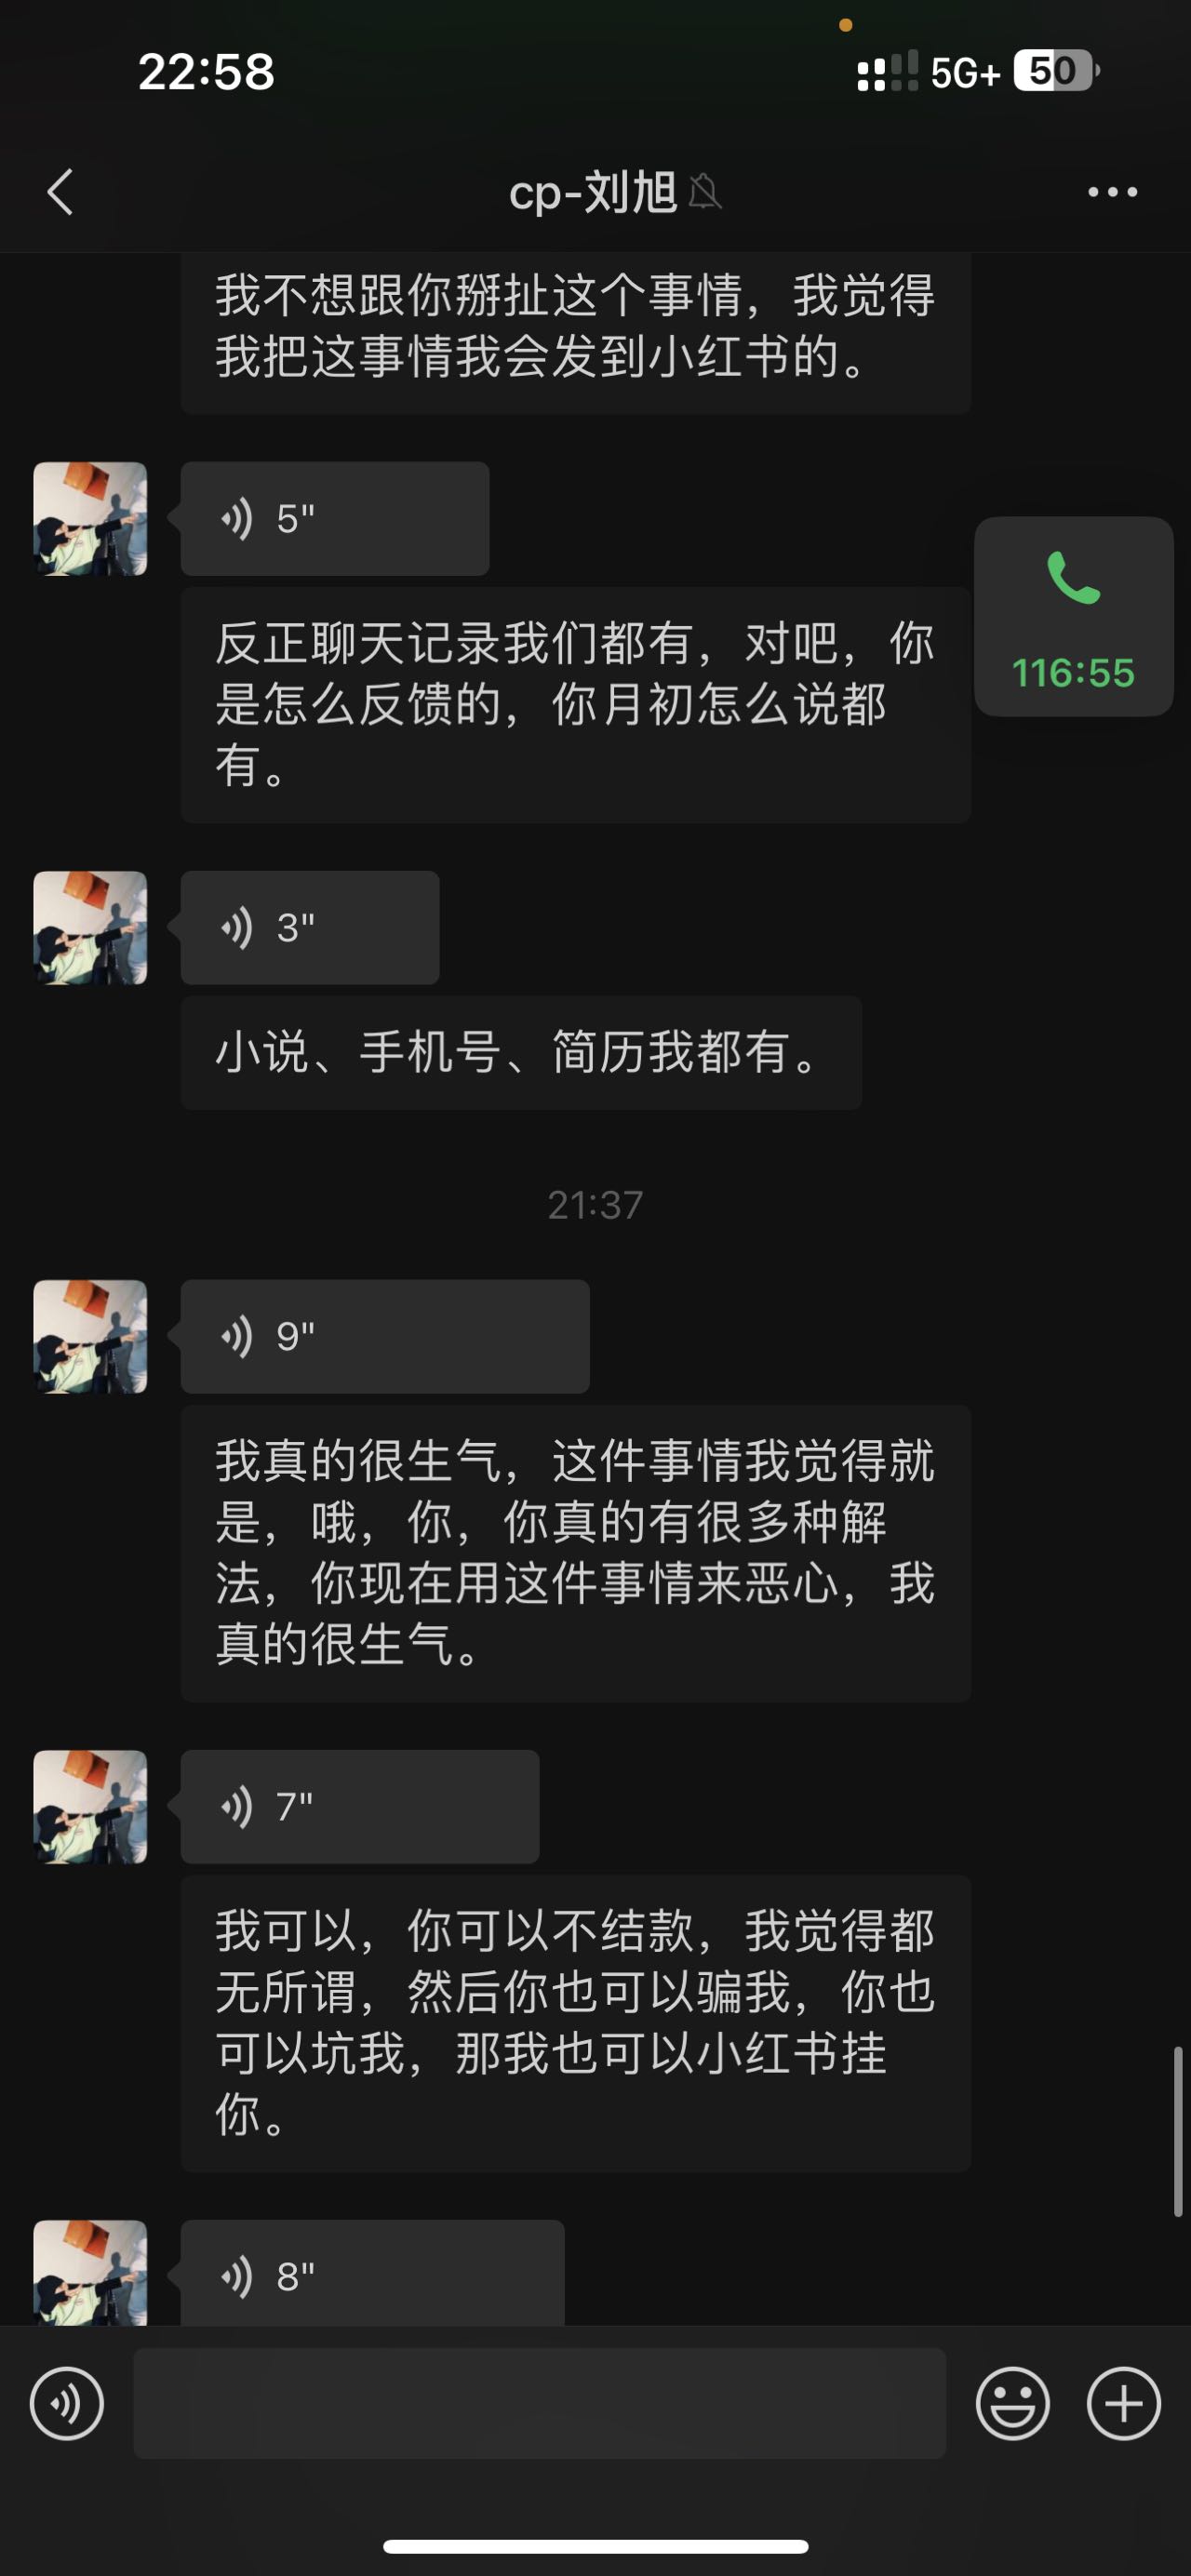 22:58
5G+ 50
cp-刘旭
我不想跟你掰扯这个事情，我觉得
我把这事情我会发到小红书的。
5"
116:55
反正聊天记录我们都有，对吧，你
是怎么反馈的，你月初怎么说都
有。
3"
小说、手机号、简历我都有。
21:37
9"
我真的很生气，这件事情我觉得就
是，哦，你，你真的有很多种解
法，你现在用这件事情来恶心，我
真的很生气。
7"
我可以，你可以不结款，我觉得都
无所谓，然后你也可以骗我，你也
可以坑我，那我也可以小红书挂
你。
8"